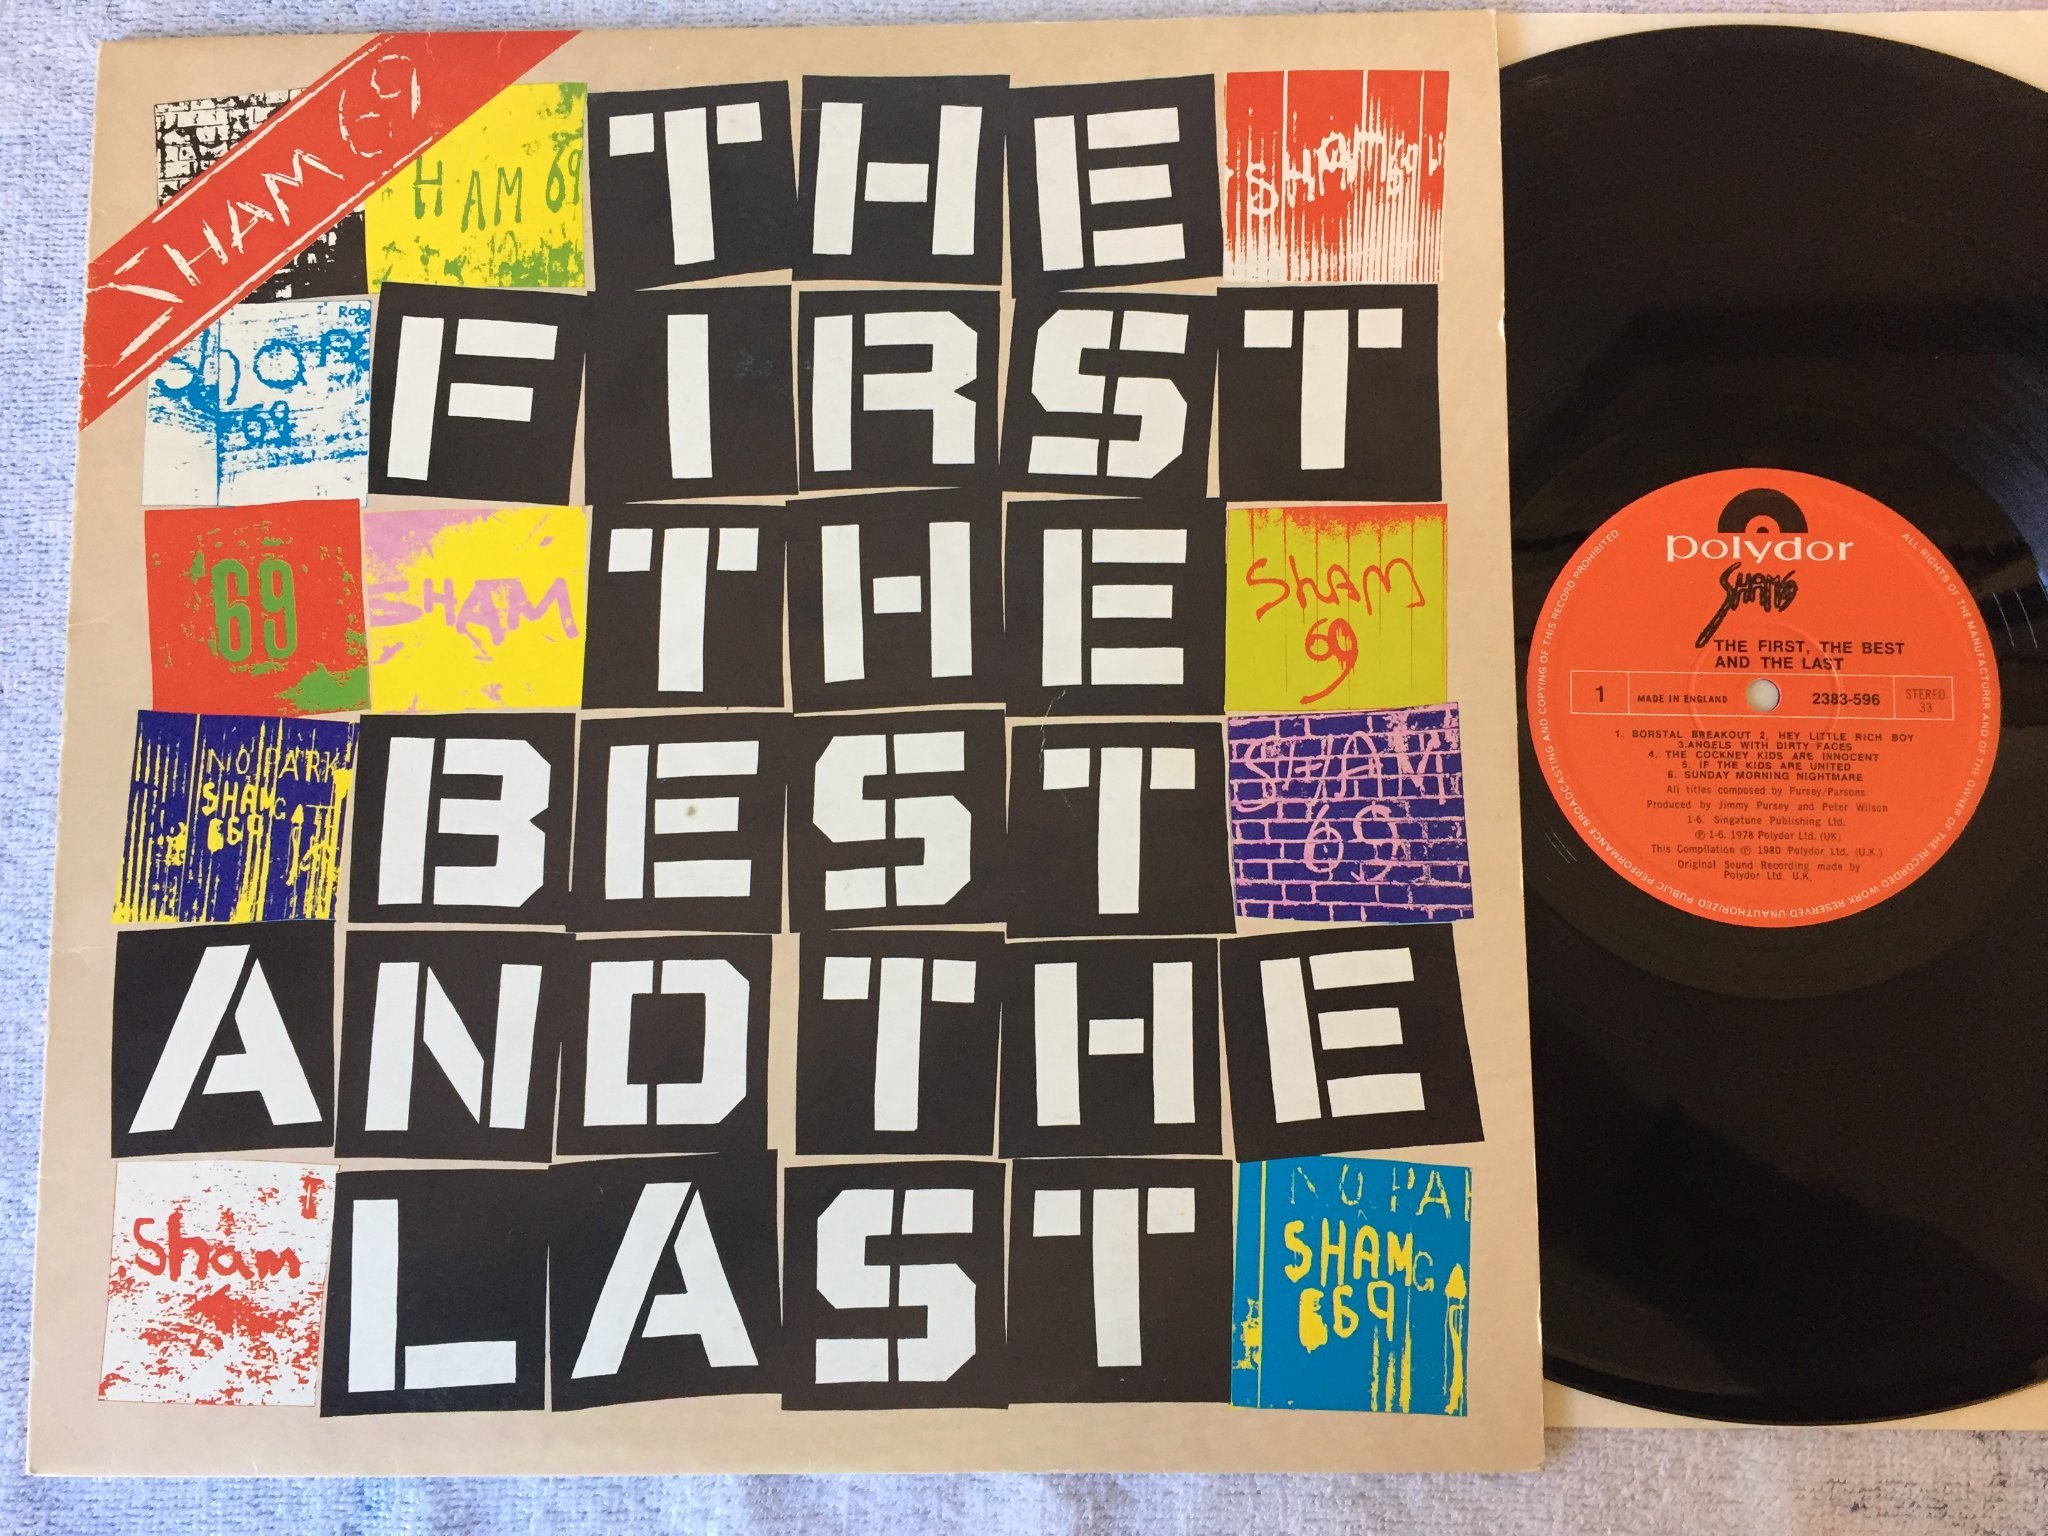 SHAM 69
HAM 69
THE
Sham 69
FIRST
69
SHAM
THE
SHAM
69
NO PARK
SHAM G
69
BEST
SHAM
69
AND THE
Sham
LAST
NO PA
SHAM G
69
polydor
SHAM69
THE FIRST, THE BEST
AND THE LAST
1 MADE IN ENGLAND 2383-596 STEREO
33
1. BORSTAL BREAKOUT 2. HEY LITTLE RICH BOY
3.ANGELS WITH DIRTY FACES
4. THE COCKNEY KIDS ARE INNOCENT
5. IF THE KIDS ARE UNITED
6. SUNDAY MORNING NIGHTMARE
All titles composed by Pursey/Parsons
Produced by Jimmy Pursey and Peter Wilson
1-6. Singatune Publishing Ltd.
℗ 1-6. 1978 Polydor Ltd. (UK)
This Compilation ℗ 1980 Polydor Ltd. (U.K.)
Original Sound Recording made by
Polydor Ltd. U.K.
ALL RIGHTS OF THE MANUFACTURER AND OF THE OWNER OF THE RECORDED WORK RESERVED UNAUTHORIZED PUBLIC PERFORMANCE BROADCASTING AND COPYING OF THIS RECORD PROHIBITED